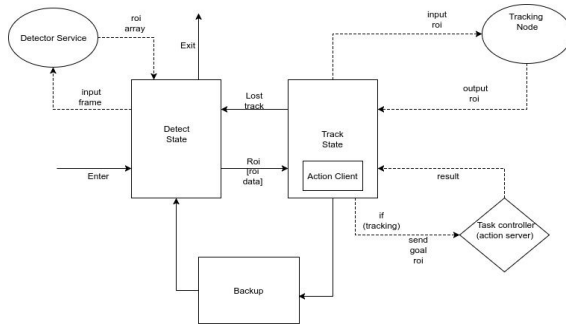 Detector Service
roi
array
Exit
input
roi
Tracking
Node
input
frame
Lost
track
output
roi
Detect
State
Track
State
Enter
Roi
[roi
data]
Action Client
result
if
(tracking)
send
goal
roi
Task controller
(action server)
Backup